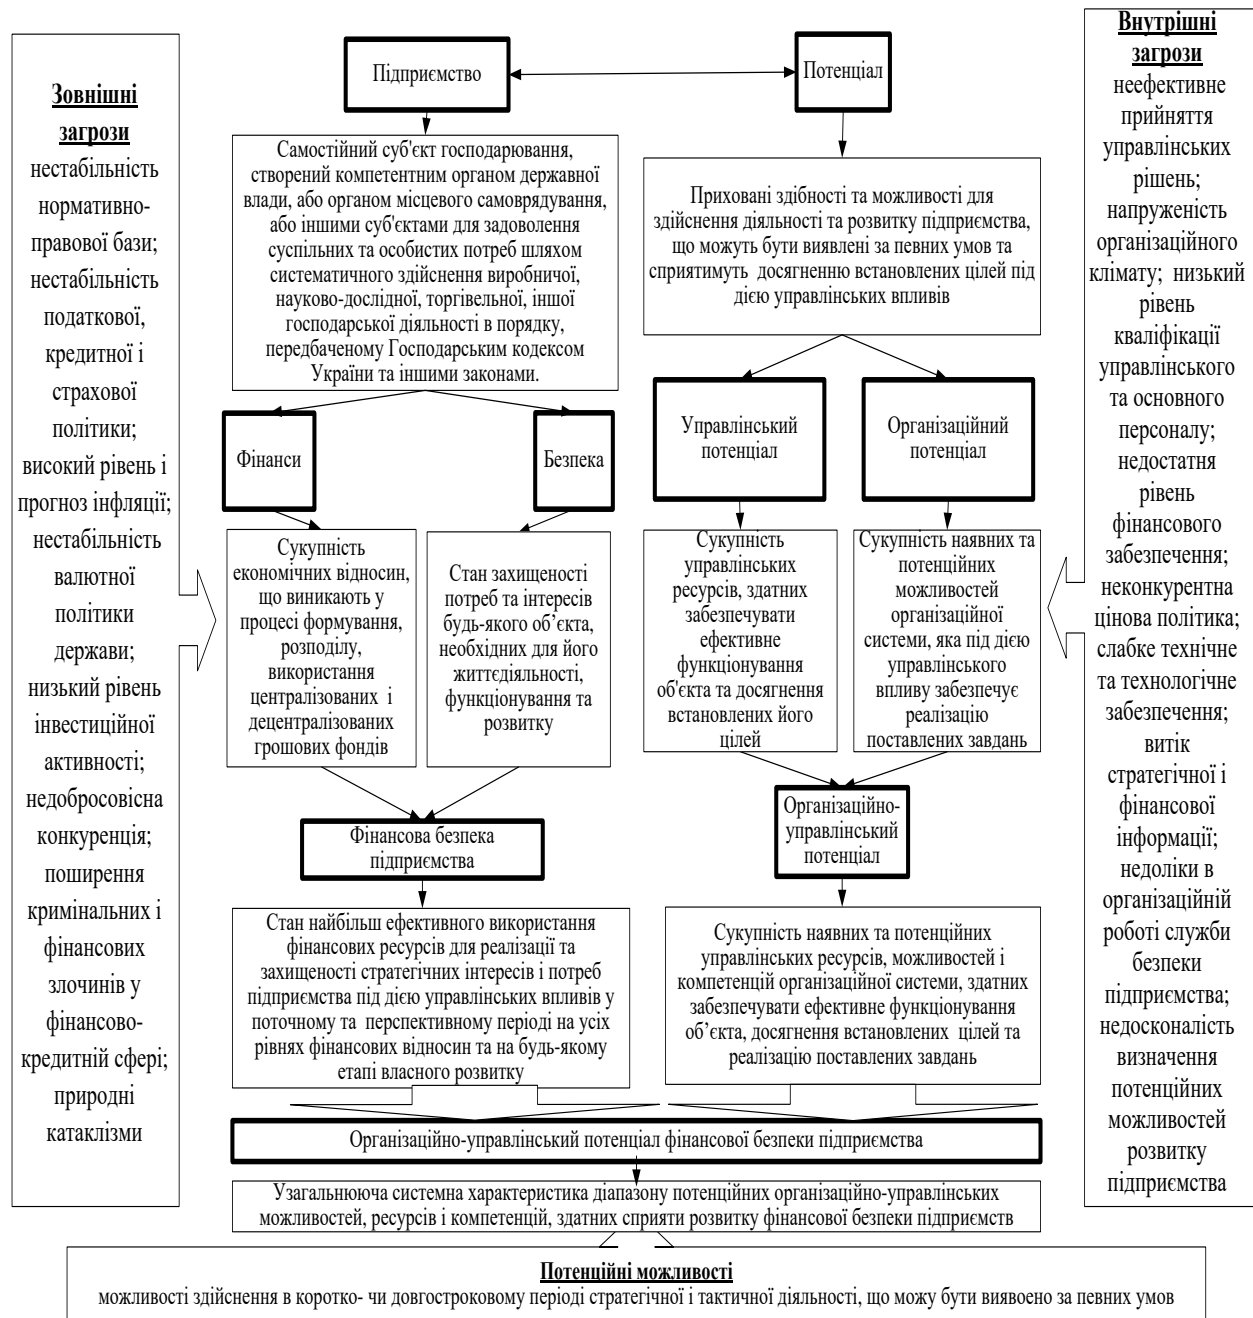 Зовнішні
загрози
нестабільність
нормативно-
правової бази;
нестабільність
податкової,
кредитної і
страхової
політики;
високий рівень і
прогноз інфляції;
нестабільність
валютної
політики
держави;
низький рівень
інвестиційної
активності;
недобросовісна
конкуренція;
поширення
кримінальних і
фінансових
злочинів у
фінансово-
кредитній сфері;
природні
катаклізми
Підприємство
Потенціал
Самостійний суб'єкт господарювання,
створений компетентним органом державної
влади, або органом місцевого самоврядування,
або іншими суб'єктами для задоволення
суспільних та особистих потреб шляхом
систематичного здійснення виробничої,
науково-дослідної, торгівельної, іншої
господарської діяльності в порядку,
передбаченому Господарським кодексом
України та іншими законами.
Приховані здібності та можливості для
здійснення діяльності та розвитку підприємства,
що можуть бути виявлені за певних умов та
сприятимуть досягненню встановлених цілей під
дією управлінських впливів
Фінанси
Безпека
Управлінський
потенціал
Організаційний
потенціал
Сукупність
економічних відносин,
що виникають у
процесі формування,
розподілу,
використання
централізованих і
децентралізованих
грошових фондів
Стан захищеності
потреб та інтересів
будь-якого об’єкта,
необхідних для його
життєдіяльності,
функціонування та
розвитку
Сукупність
управлінських
ресурсів, здатних
забезпечувати
ефективне
функціонування
об'єкта та досягнення
встановлених його
цілей
Сукупність наявних та
потенційних
можливостей
організаційної
системи, яка під дією
управлінського
впливу забезпечує
реалізацію
поставлених завдань
Фінансова безпека
підприємства
Організаційно-
управлінський
потенціал
Стан найбільш ефективного використання
фінансових ресурсів для реалізації та
захищеності стратегічних інтересів і потреб
підприємства під дією управлінських впливів у
поточному та перспективному періоді на усіх
рівнях фінансових відносин та на будь-якому
етапі власного розвитку
Сукупність наявних та потенційних
управлінських ресурсів, можливостей і
компетенцій організаційної системи, здатних
забезпечувати ефективне функціонування
об’єкта, досягнення встановлених цілей та
реалізацію поставлених завдань
Організаційно-управлінський потенціал фінансової безпеки підприємства
Узагальнююча системна характеристика діапазону потенційних організаційно-управлінських
можливостей, ресурсів і компетенцій, здатних сприяти розвитку фінансової безпеки підприємств
Потенційні можливості
можливості здійснення в коротко- чи довгостроковому періоді стратегічної і тактичної діяльності, що можу бути виявоено за певних умов
Внутрішні
загрози
неефективне
прийняття
управлінських
рішень;
напруженість
організаційного
клімату; низький
рівень
кваліфікації
управлінського
та основного
персоналу;
недостатня
рівень
фінансового
забезпечення;
неконкурентна
цінова політика;
слабке технічне
та технологічне
забезпечення;
витік
стратегічної і
фінансової
інформації;
недоліки в
організаційній
роботі служби
безпеки
підприємства;
недосконалість
визначення
потенційних
можливостей
розвитку
підприємства